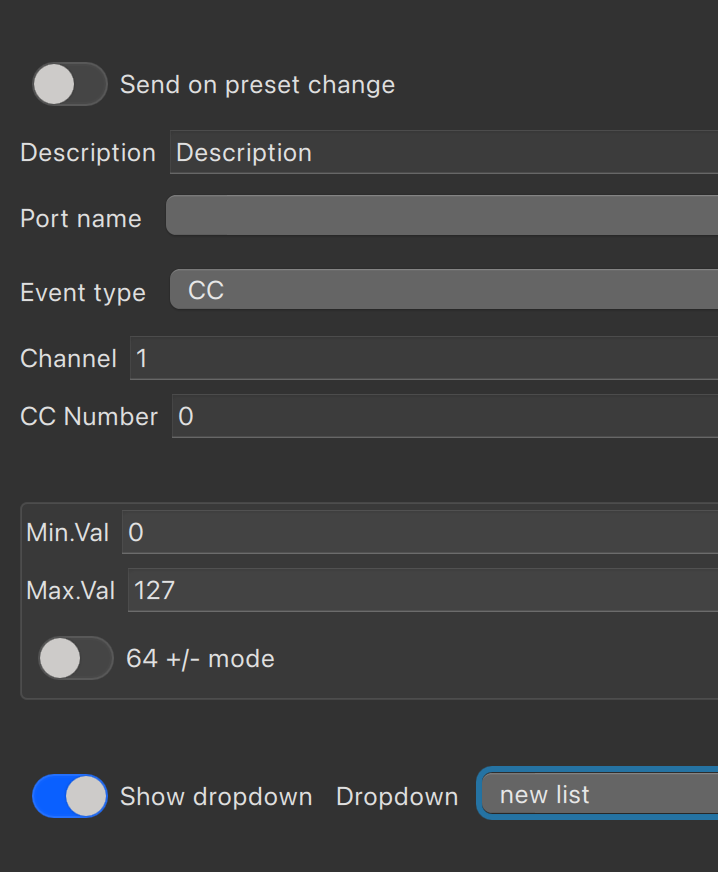 Send on preset change
Description Description
Port name
Event type CC
Channel 1
CC Number 0
Min.Val 0
Max.Val 127
64 +/- mode
Show dropdown Dropdown new list